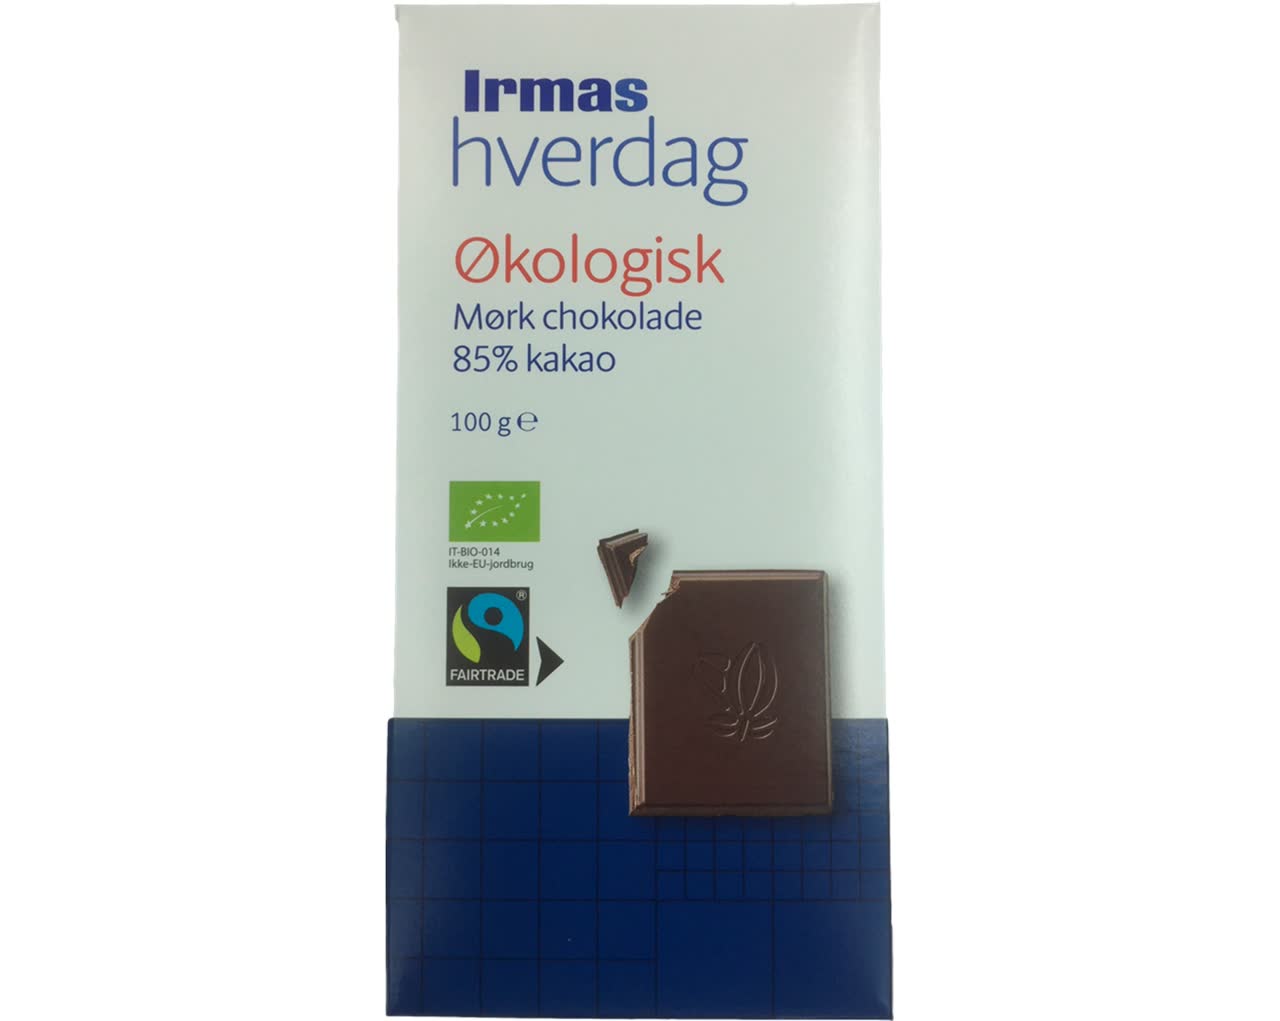 Irmas
hverdag
Økologisk
Mørk chokolade
85% kakao
100 g ℮
IT-BIO-014
Ikke-EU-jordbrug
®
FAIRTRADE